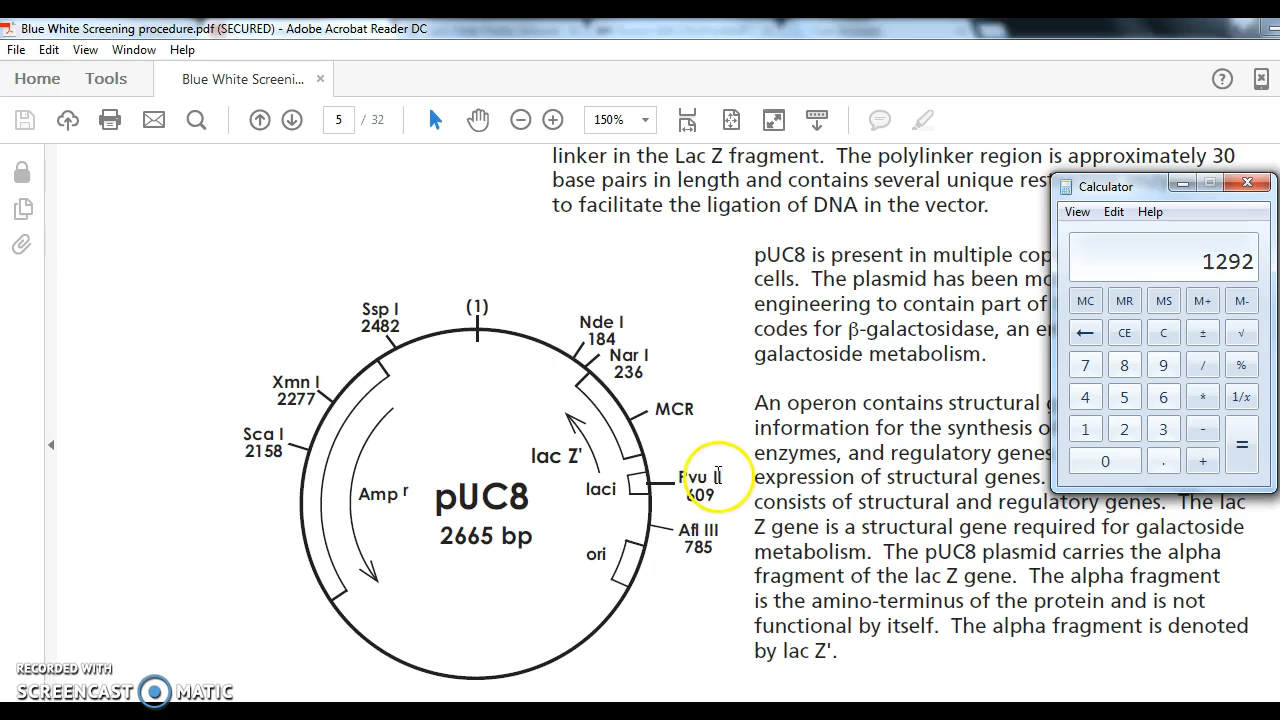 Blue White Screening procedure.pdf (SECURED) - Adobe Acrobat Reader DC
File Edit View Window Help
Home Tools Blue White Screeni... ×
5 / 32 150%
linker in the Lac Z fragment. The polylinker region is approximately 30
base pairs in length and contains several unique
to facilitate the ligation of DNA in the vector.
pUC8 is present in multiple
cells. The plasmid has been
engineering to contain part of
codes for β-galactosidase, an
galactoside metabolism.
An operon contains structural
information for the synthesis
enzymes, and regulatory genes
expression of structural genes.
consists of structural and regulatory genes. The lac
Z gene is a structural gene required for galactoside
metabolism. The pUC8 plasmid carries the alpha
fragment of the lac Z gene. The alpha fragment
is the amino-terminus of the protein and is not
functional by itself. The alpha fragment is denoted
by lac Z'.
(1)
Ssp I
2482
Nde I
184
Nar I
236
Xmn I
2277
MCR
Sca I
2158
lac Z'
Pvu II
609
laci
Amp r
pUC8
2665 bp
Afl III
785
ori
Calculator
View Edit Help
1292
MC MR MS M+ M-
← CE C ± √
7 8 9 / %
4 5 6 * 1/x
1 2 3 - =
0 . +
RECORDED WITH
SCREENCAST MATIC